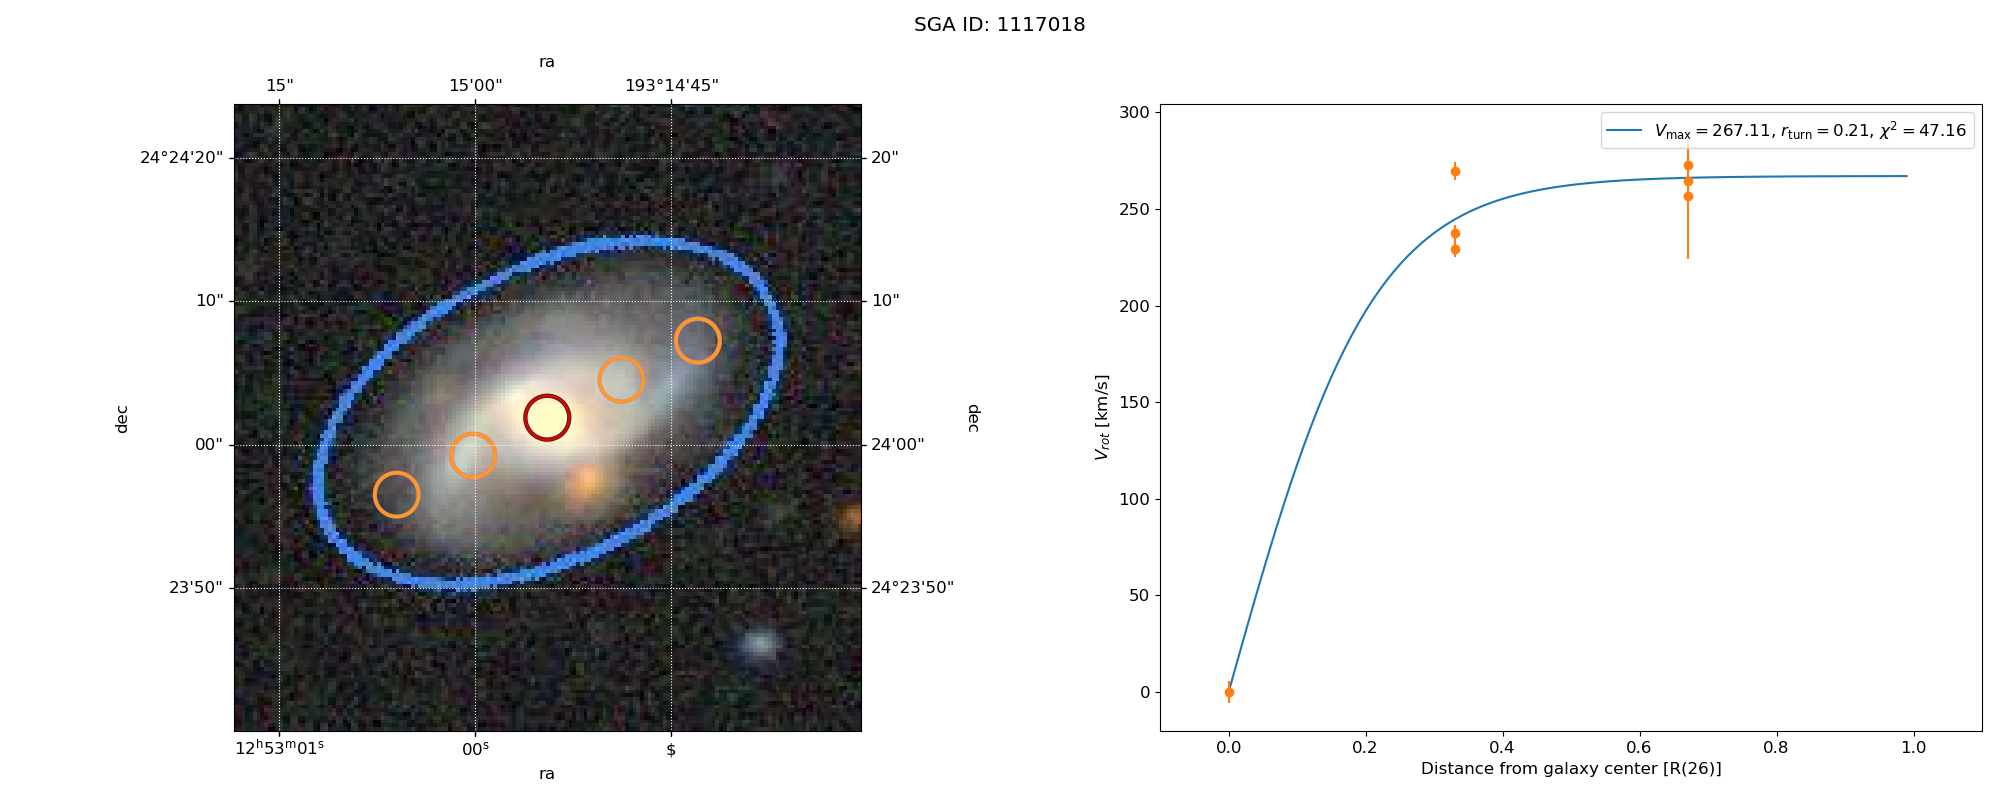 SGA ID: 1117018
ra
15" 15'00" 193°14'45"
24°24'20" 20"
10" 10"
00" 24'00"
23'50" 24°23'50"
dec
dec
12ʰ53ᵐ01ˢ 00ˢ $
ra
V_max = 267.11, r_turn = 0.21, χ² = 47.16
300
250
200
150
100
50
0
V_rot [km/s]
0.0 0.2 0.4 0.6 0.8 1.0
Distance from galaxy center [R(26)]